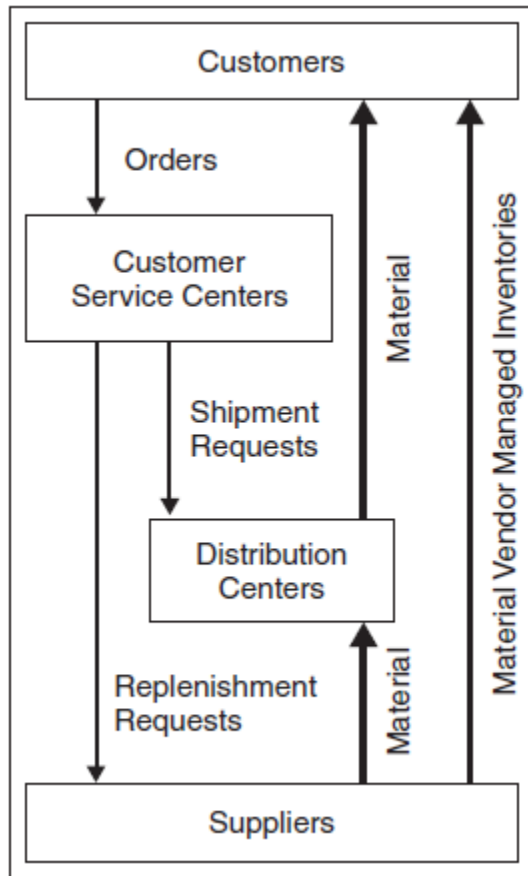 Customers
Orders
Customer
Service Centers
Material
Material Vendor Managed Inventories
Shipment
Requests
Distribution
Centers
Replenishment
Requests
Material
Suppliers